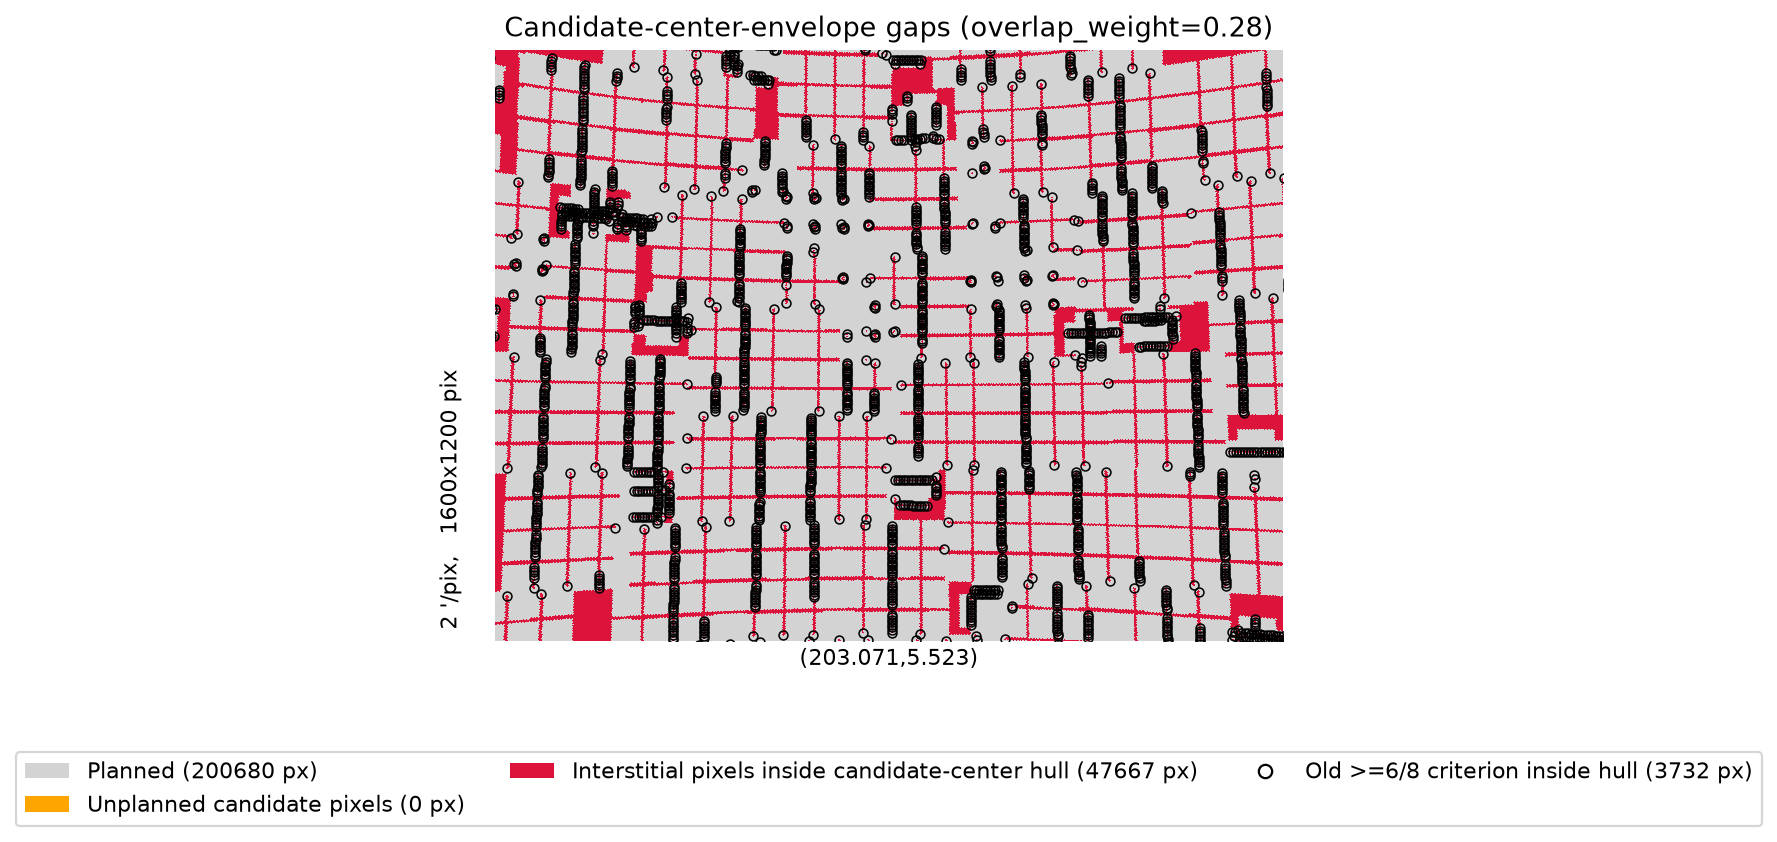 Candidate-center-envelope gaps (overlap_weight=0.28)
2 '/pix,   1600x1200 pix
(203.071,5.523)
Planned (200680 px)
Unplanned candidate pixels (0 px)
Interstitial pixels inside candidate-center hull (47667 px)
Old >=6/8 criterion inside hull (3732 px)